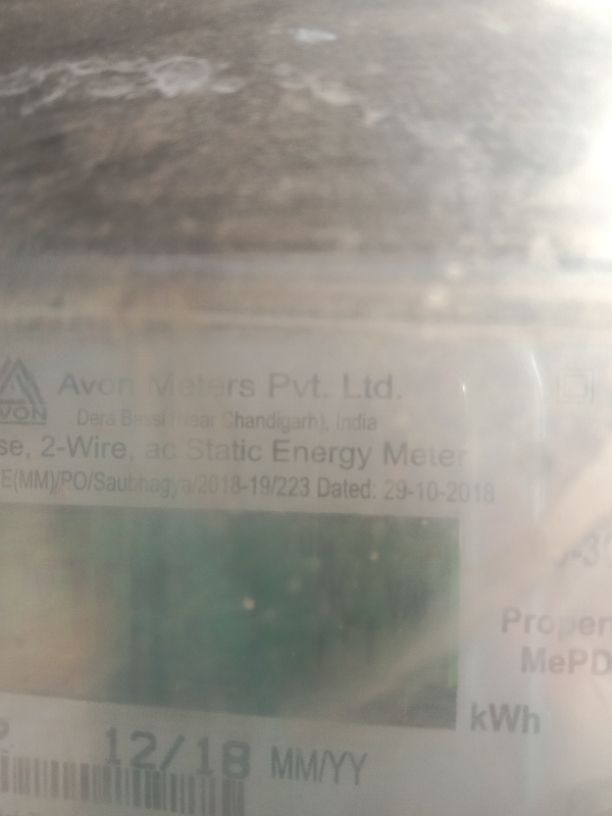 AVON
Avon Meters Pvt. Ltd.
Dera Bassi (Near Chandigarh), India
se, 2-Wire, ac Static Energy Meter
E(MM)/PO/Saubhagya/2018-19/223 Dated: 29-10-2018
Proper
MePD
kWh
12/18 MM/YY